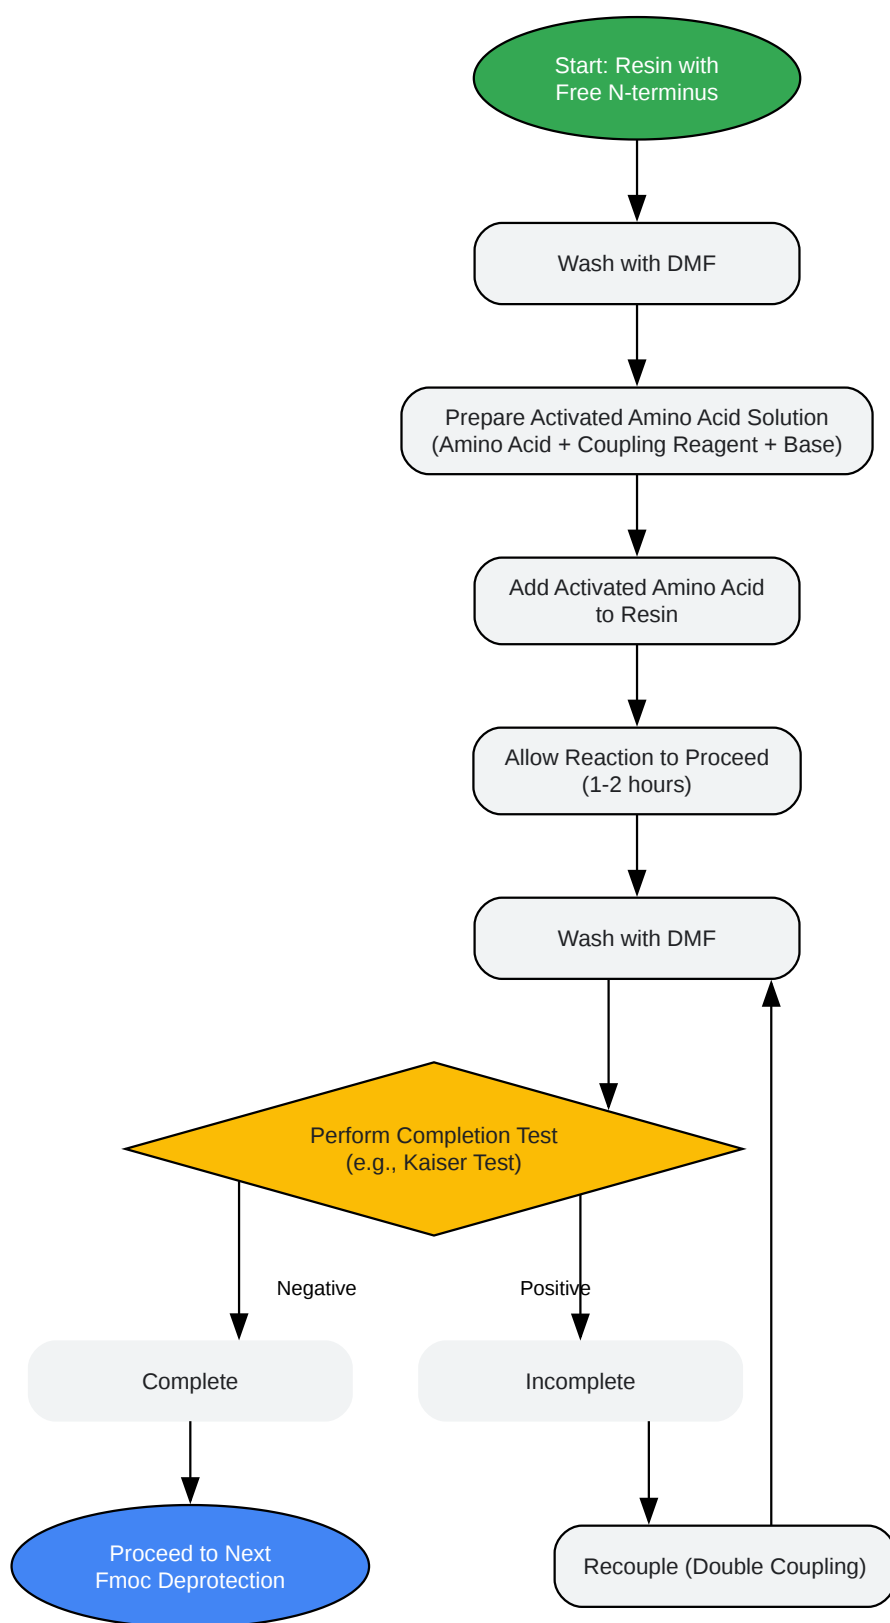 Start: Resin with
Free N-terminus
Wash with DMF
Prepare Activated Amino Acid Solution
(Amino Acid + Coupling Reagent + Base)
Add Activated Amino Acid
to Resin
Allow Reaction to Proceed
(1-2 hours)
Wash with DMF
Perform Completion Test
(e.g., Kaiser Test)
Negative
Positive
Complete
Incomplete
Proceed to Next
Fmoc Deprotection
Recouple (Double Coupling)